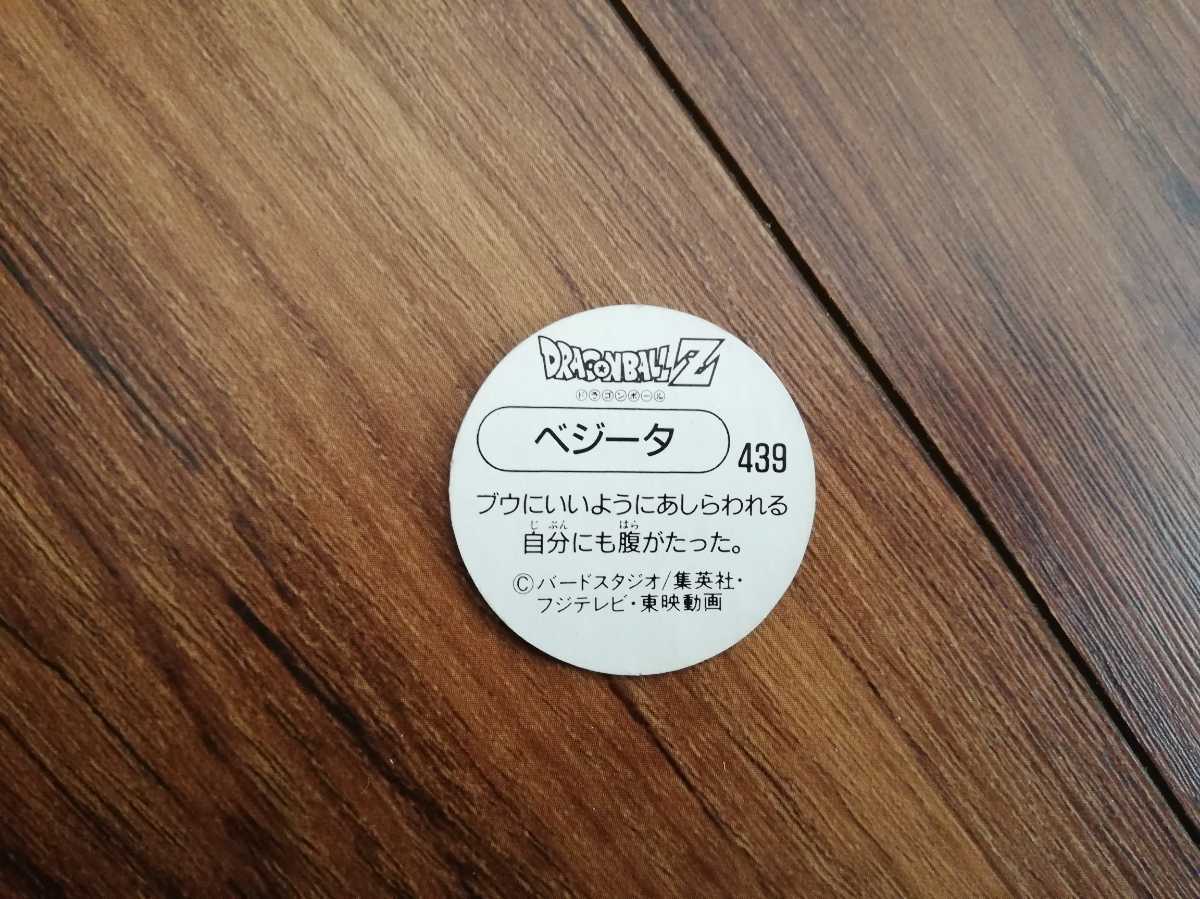 DRAGONBALL Z
ドラゴンボール
ベジータ
439
ブウにいいようにあしらわれる
じぶん はら
自分にも腹がたった。
©バードスタジオ/集英社・
フジテレビ・東映動画